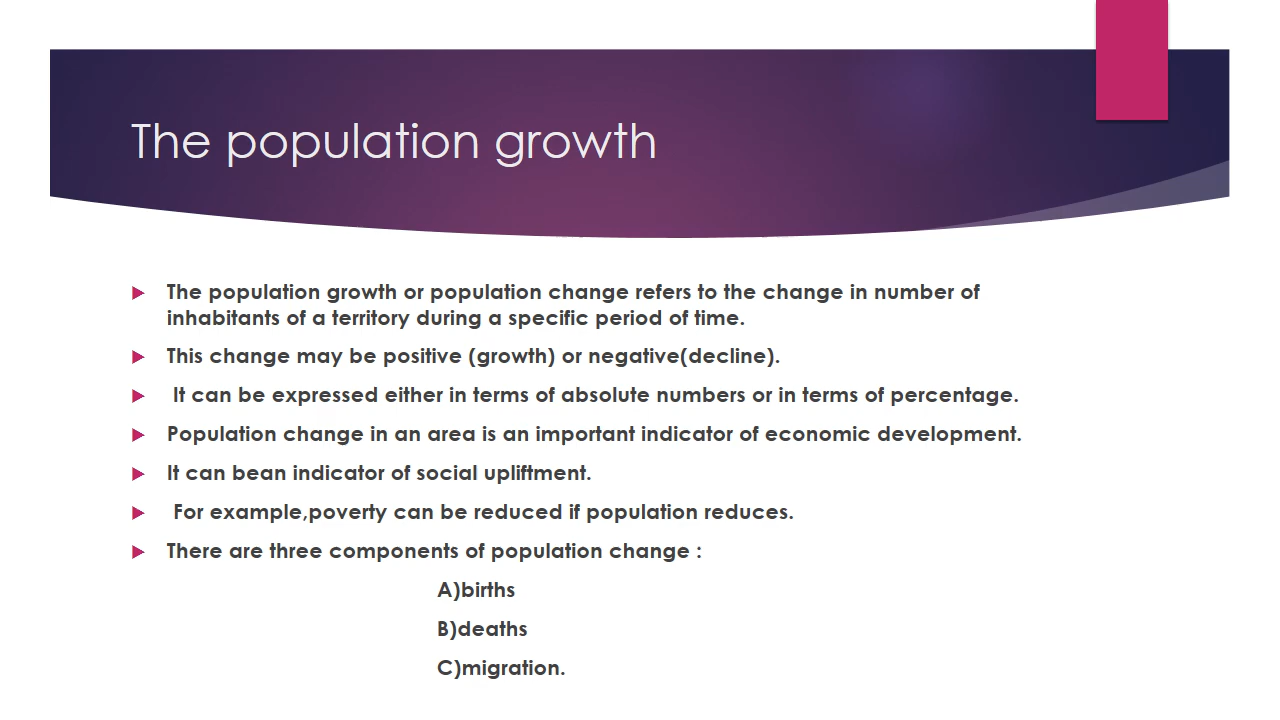 The population growth
The population growth or population change refers to the change in number of
inhabitants of a territory during a specific period of time.
This change may be positive (growth) or negative(decline).
It can be expressed either in terms of absolute numbers or in terms of percentage.
Population change in an area is an important indicator of economic development.
It can bean indicator of social upliftment.
For example,poverty can be reduced if population reduces.
There are three components of population change :
A)births
B)deaths
C)migration.